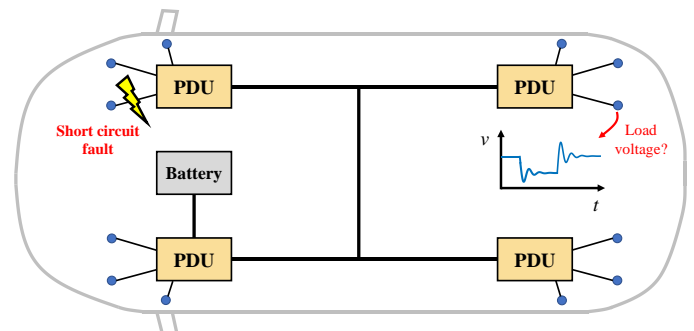 PDU
PDU
Short circuit
fault
Load
voltage?
v
t
Battery
PDU
PDU